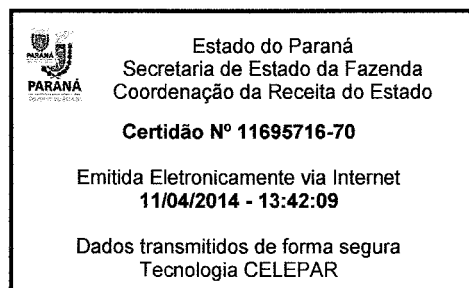 PARANÁ
PARANÁ
Estado do Paraná
Secretaria de Estado da Fazenda
Coordenação da Receita do Estado
Certidão Nº 11695716-70
Emitida Eletronicamente via Internet
11/04/2014 - 13:42:09
Dados transmitidos de forma segura
Tecnologia CELEPAR